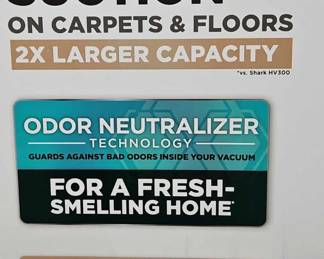 SUCTION
ON CARPETS & FLOORS
2X LARGER CAPACITY
*vs. Shark HV300
ODOR NEUTRALIZER
TECHNOLOGY
GUARDS AGAINST BAD ODORS INSIDE YOUR VACUUM
FOR A FRESH-
SMELLING HOME*